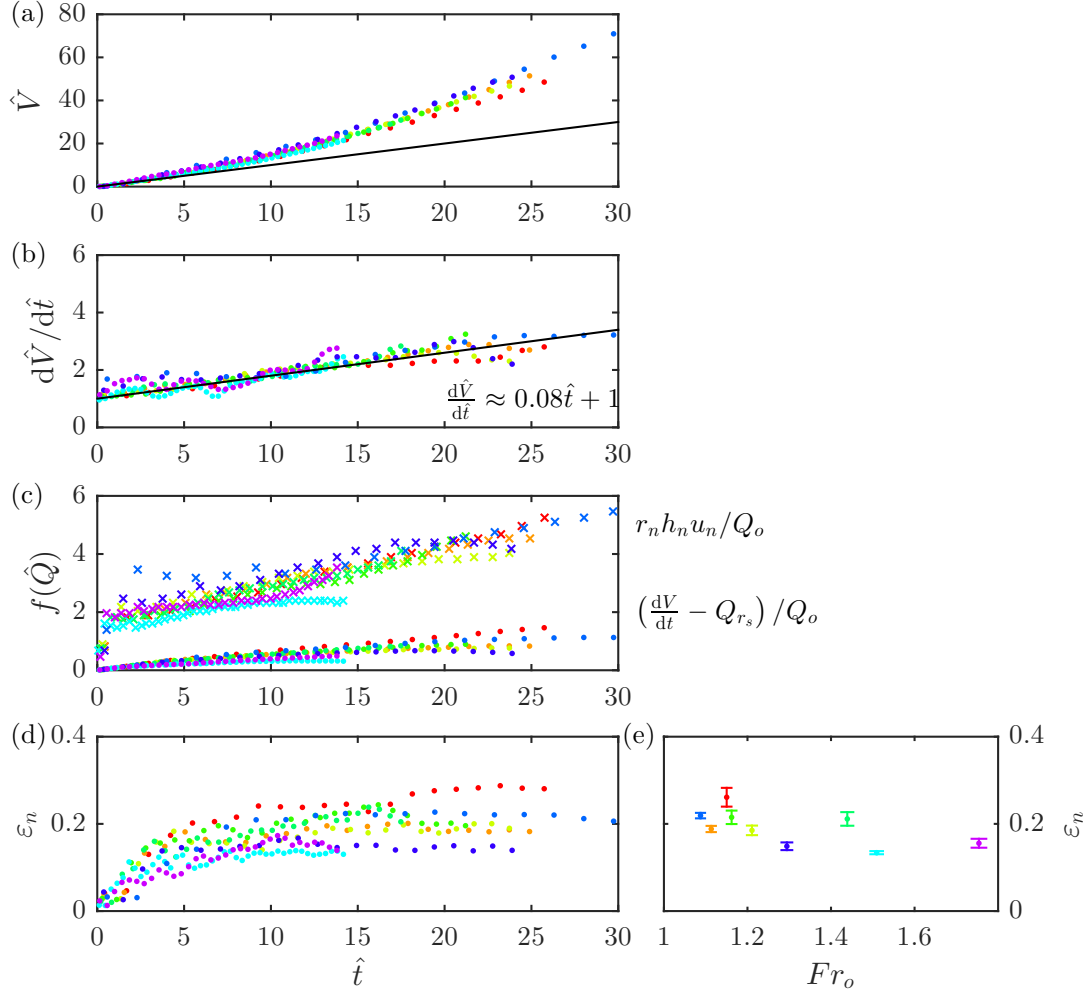 (a)
80
60
40
20
0
V̂
0 5 10 15 20 25 30
(b)
6
4
2
0
dV̂/dt̂
dV̂/dt̂ ≈ 0.08t̂ + 1
0 5 10 15 20 25 30
(c)
6
4
2
0
f(Q̂)
r_n h_n u_n/Q_o
(dV/dt − Q_{r_s})/Q_o
0 5 10 15 20 25 30
(d)
0.4
0.2
0
ε_n
0 5 10 15 20 25 30
t̂
(e)
0.4
0.2
0
ε_n
1 1.2 1.4 1.6
Fr_o